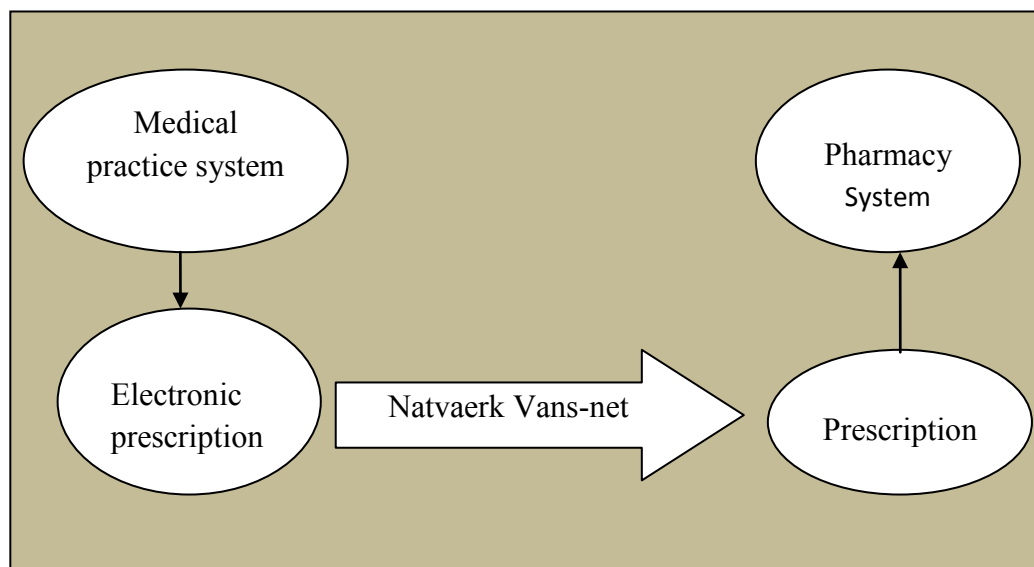 Medical
practice system
Electronic
prescription
Natvaerk Vans-net
Prescription
Pharmacy
System